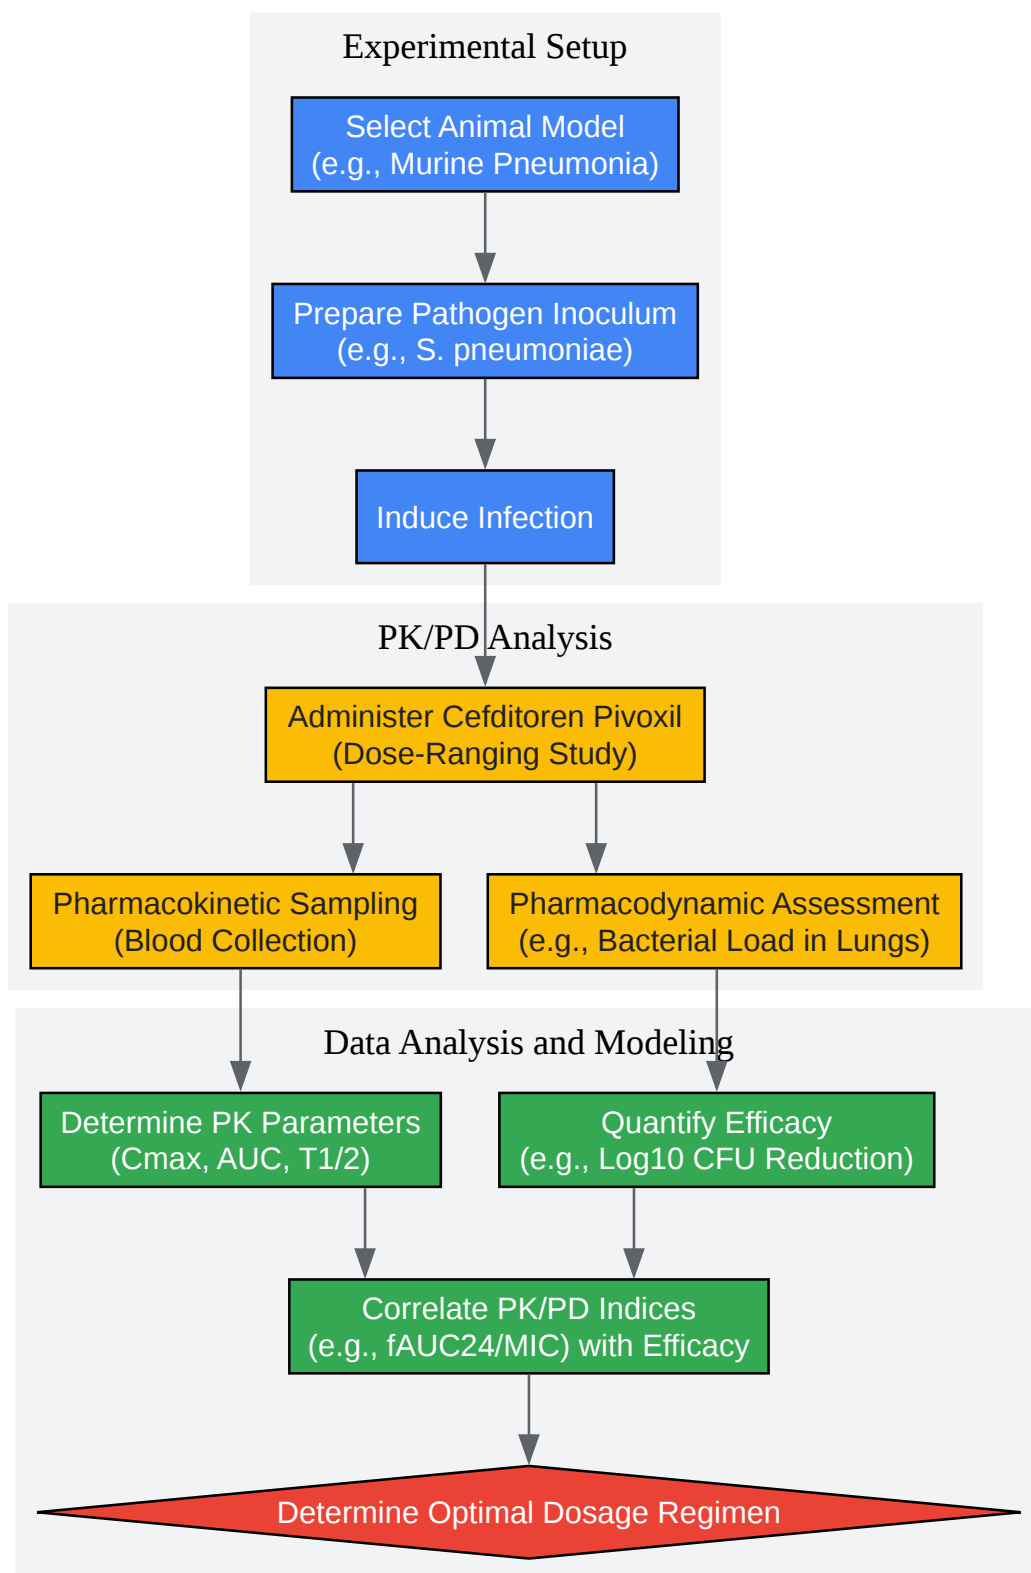 Experimental Setup
Select Animal Model
(e.g., Murine Pneumonia)
Prepare Pathogen Inoculum
(e.g., S. pneumoniae)
Induce Infection
PK/PD Analysis
Administer Cefditoren Pivoxil
(Dose-Ranging Study)
Pharmacokinetic Sampling
(Blood Collection)
Pharmacodynamic Assessment
(e.g., Bacterial Load in Lungs)
Data Analysis and Modeling
Determine PK Parameters
(Cmax, AUC, T1/2)
Quantify Efficacy
(e.g., Log10 CFU Reduction)
Correlate PK/PD Indices
(e.g., fAUC24/MIC) with Efficacy
Determine Optimal Dosage Regimen